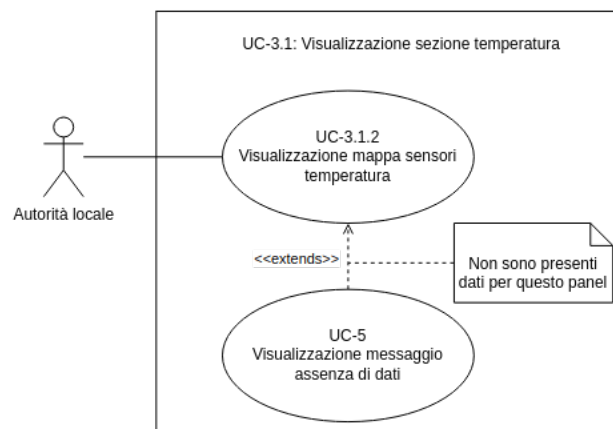 UC-3.1: Visualizzazione sezione temperatura
UC-3.1.2
Visualizzazione mappa sensori
temperatura
Autorità locale
<<extends>>
Non sono presenti
dati per questo panel
UC-5
Visualizzazione messaggio
assenza di dati